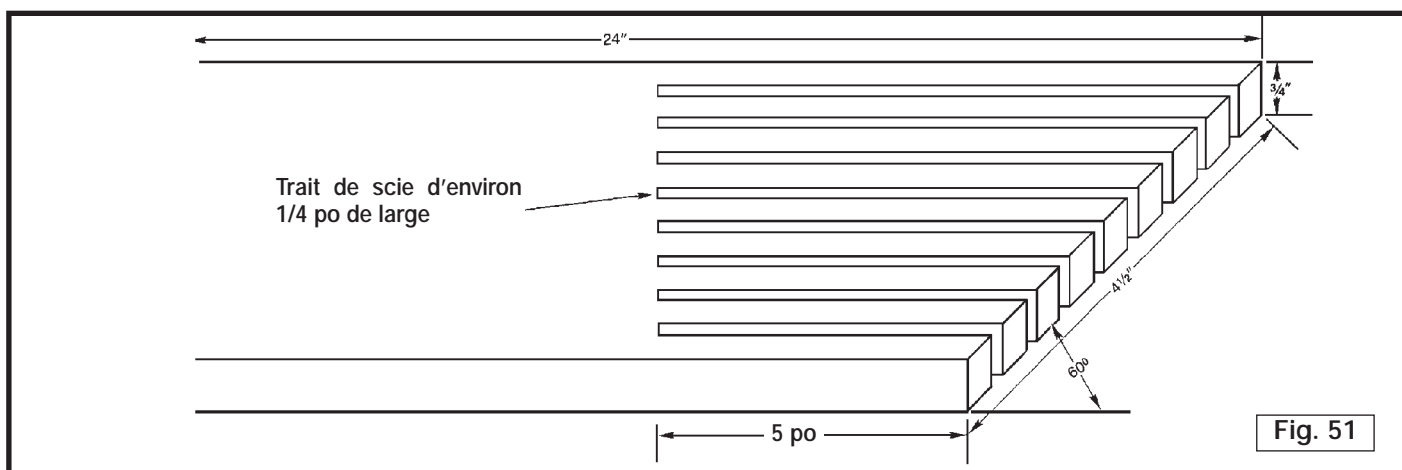 24"
3/4"
Trait de scie d'environ
1/4 po de large
4 1/2"
60º
5 po
Fig. 51